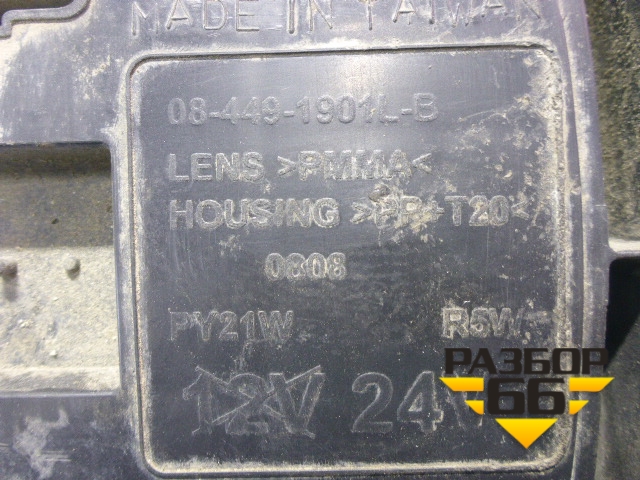 MADE IN TAIWAN
08-449-1901L-B
LENS >PMMA<
HOUSING >PP+T20<
0808
PY21W R5W
12V 24V
РАЗБОР
66